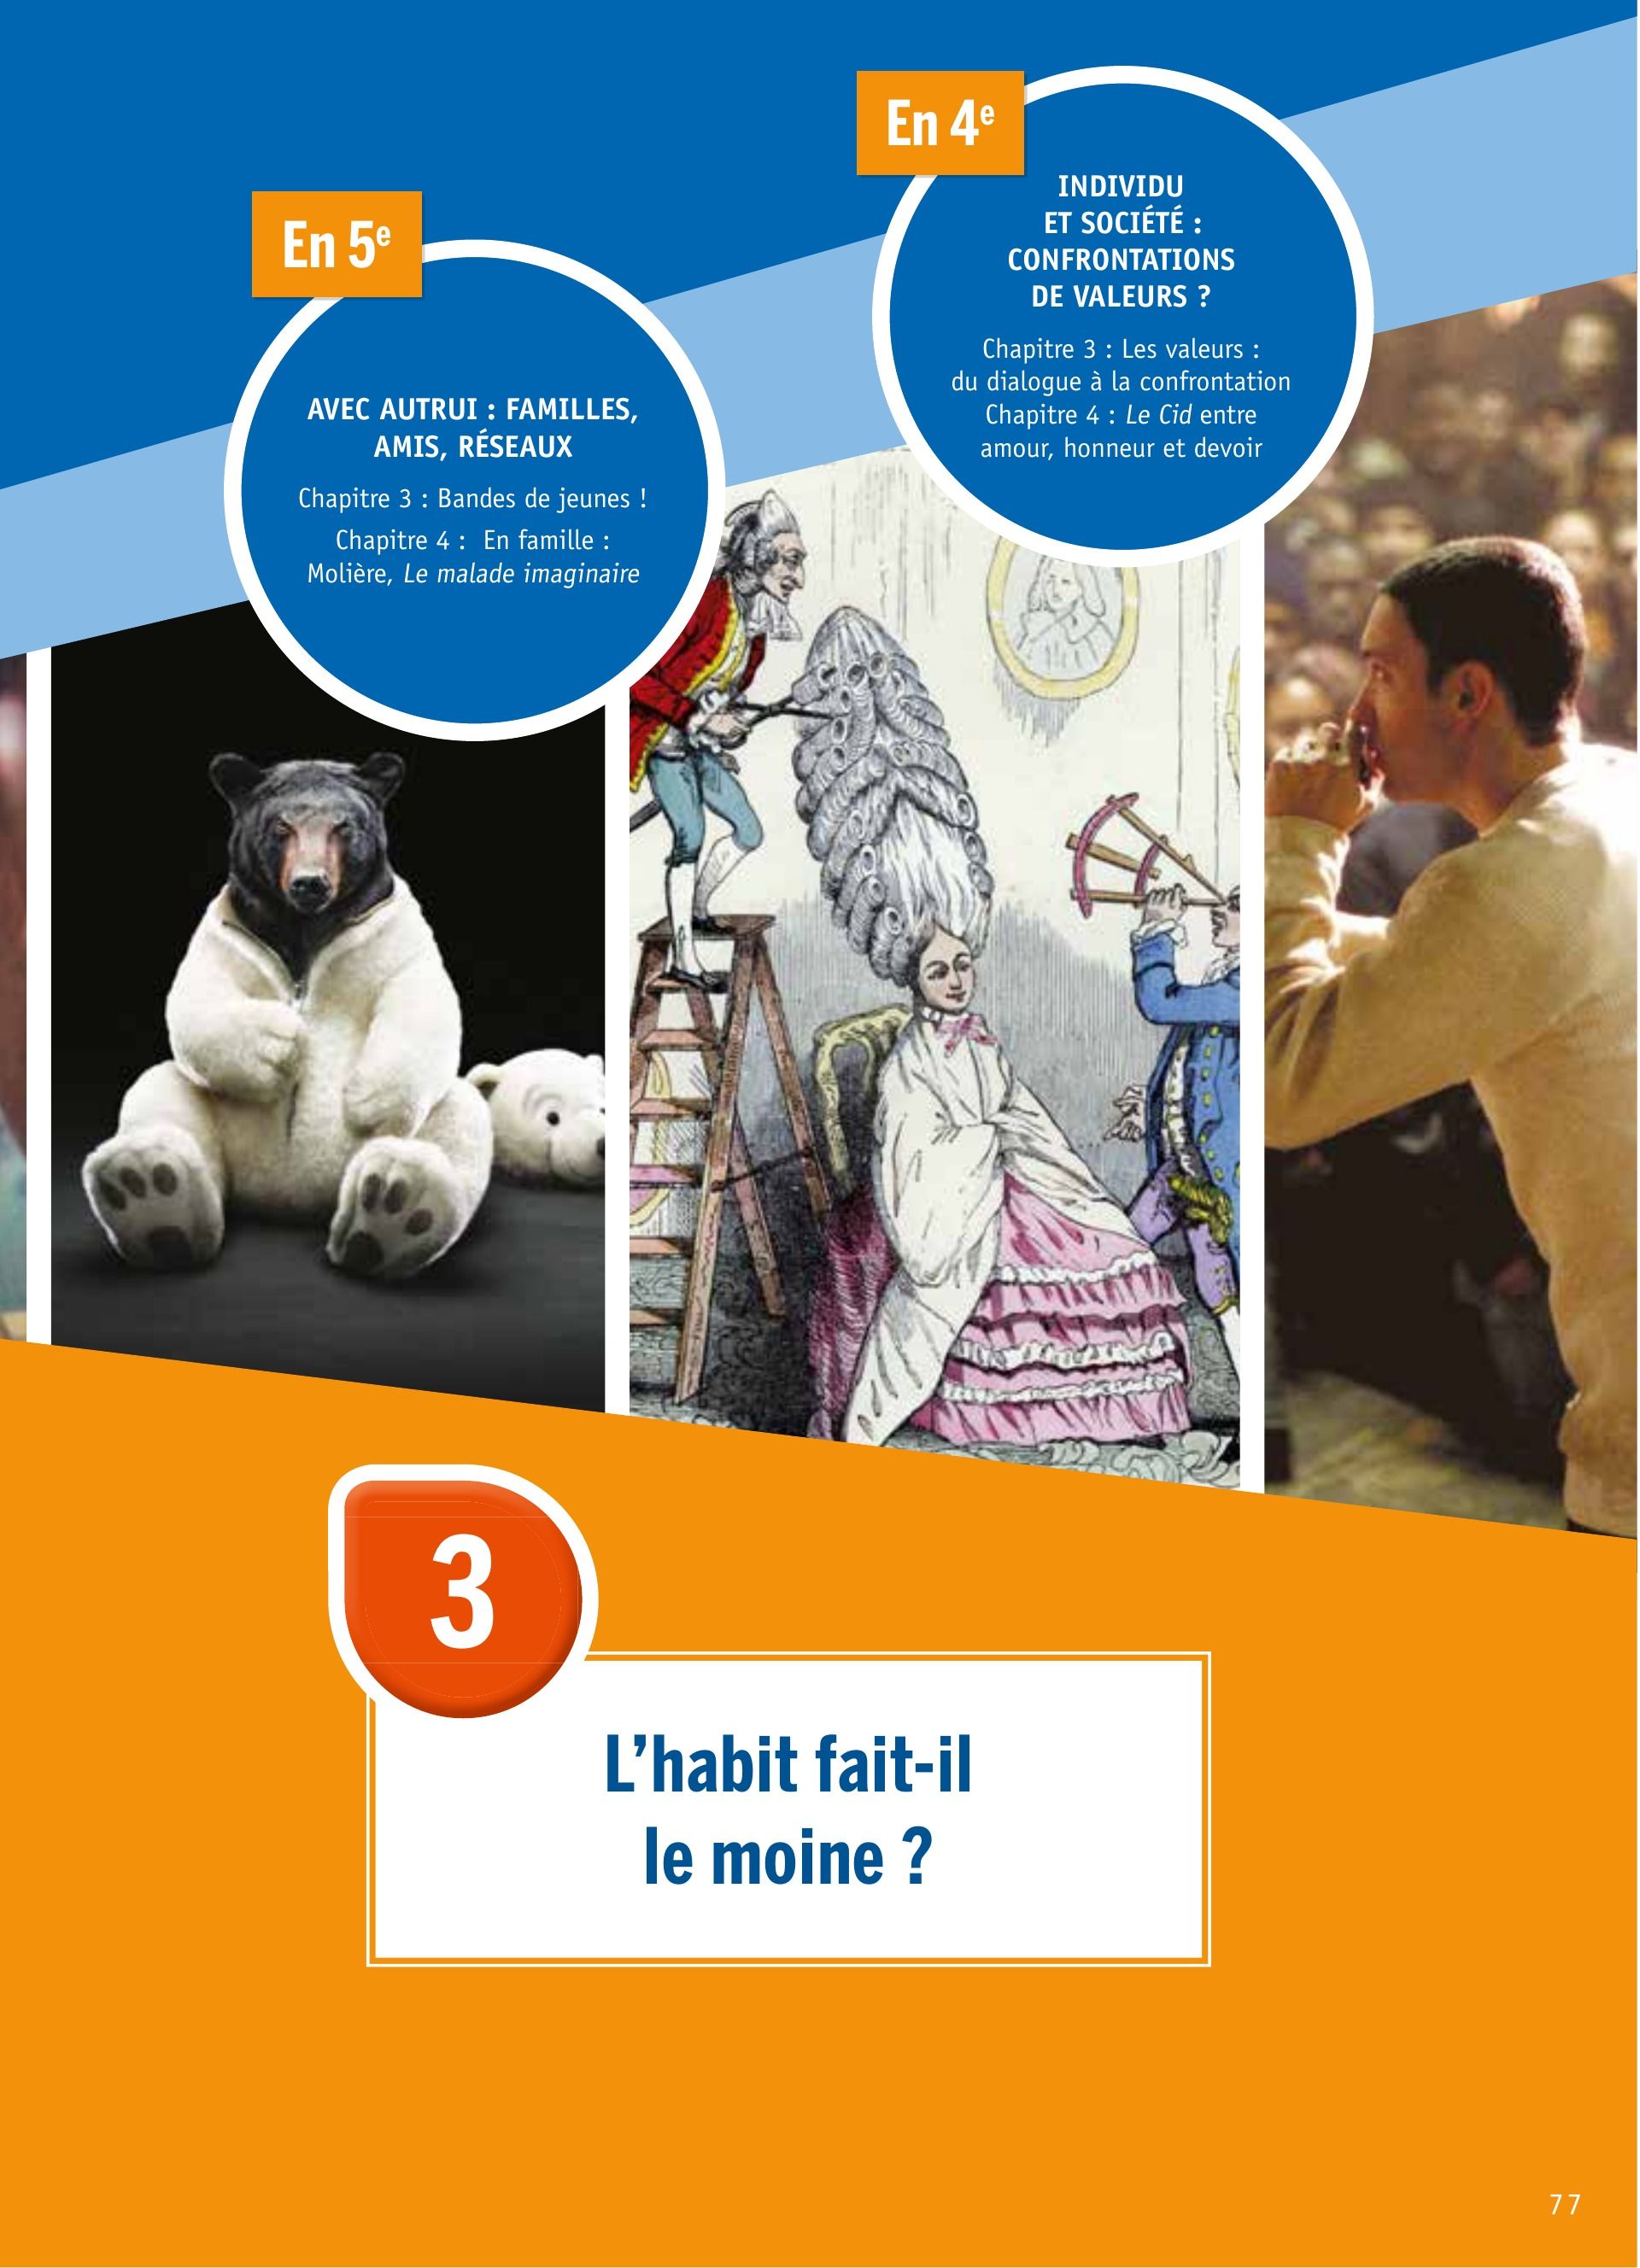 En 5e
AVEC AUTRUI : FAMILLES,
AMIS, RÉSEAUX
Chapitre 3 : Bandes de jeunes !
Chapitre 4 : En famille :
Molière, Le malade imaginaire
En 4e
INDIVIDU
ET SOCIÉTÉ :
CONFRONTATIONS
DE VALEURS ?
Chapitre 3 : Les valeurs :
du dialogue à la confrontation
Chapitre 4 : Le Cid entre
amour, honneur et devoir
3
L’habit fait-il
le moine ?
77